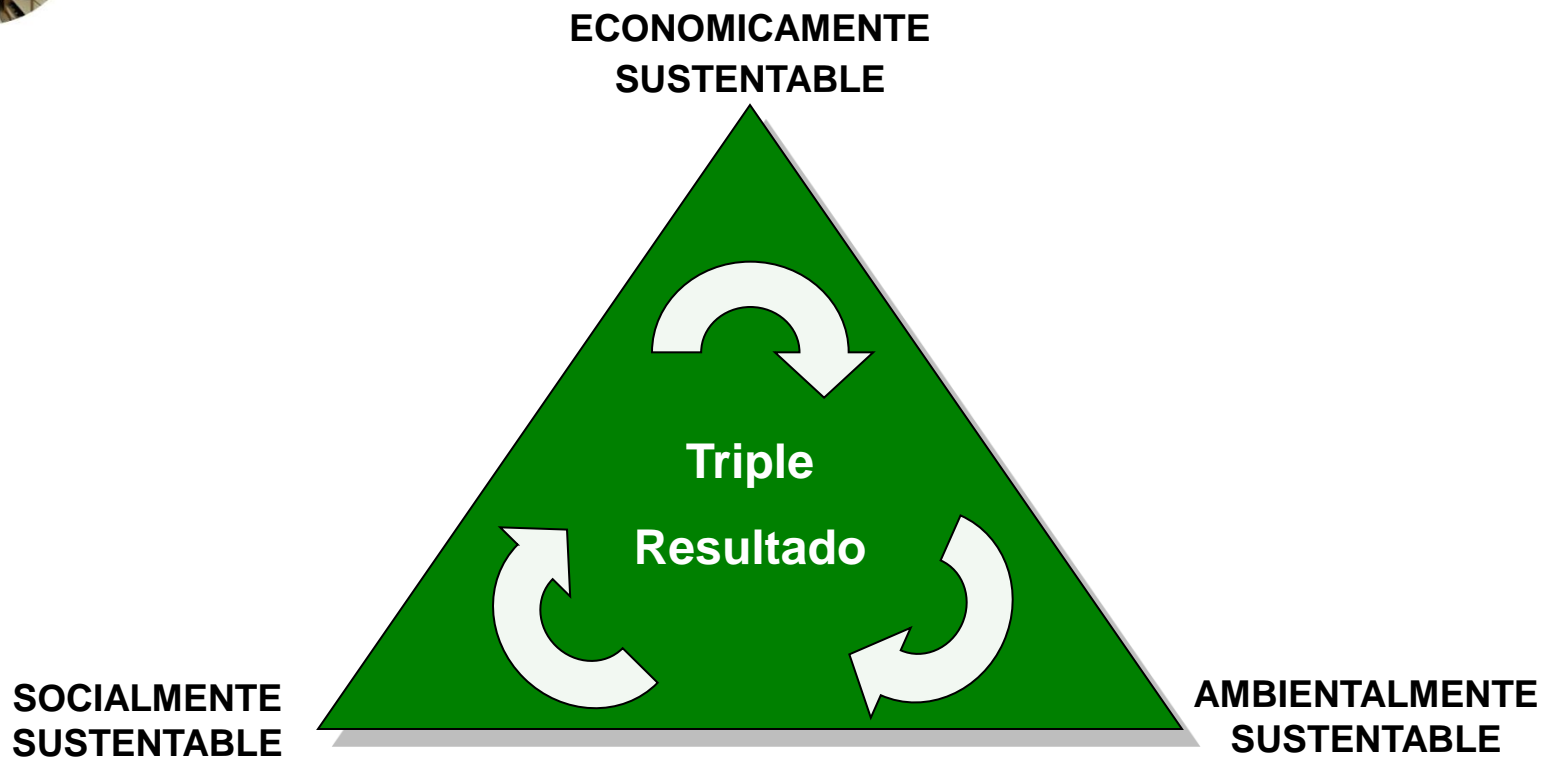 ECONOMICAMENTE
SUSTENTABLE
Triple
Resultado
SOCIALMENTE
SUSTENTABLE
AMBIENTALMENTE
SUSTENTABLE